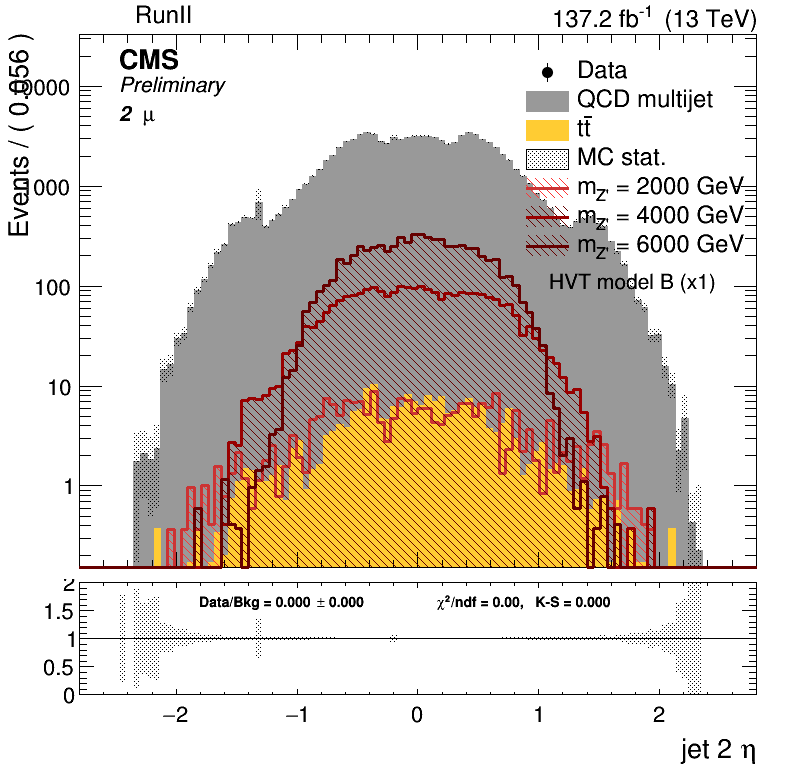 RunII
137.2 fb⁻¹ (13 TeV)
CMS
Preliminary
2 μ
Events / ( 0.056 )
Data
QCD multijet
tt̄
MC stat.
m_Z' = 2000 GeV
m_Z' = 4000 GeV
m_Z' = 6000 GeV
HVT model B (x1)
10000
1000
100
10
1
Data/Bkg = 0.000 ± 0.000
χ²/ndf = 0.00, K-S = 0.000
2
1.5
1
0.5
0
−2
−1
0
1
2
jet 2 η